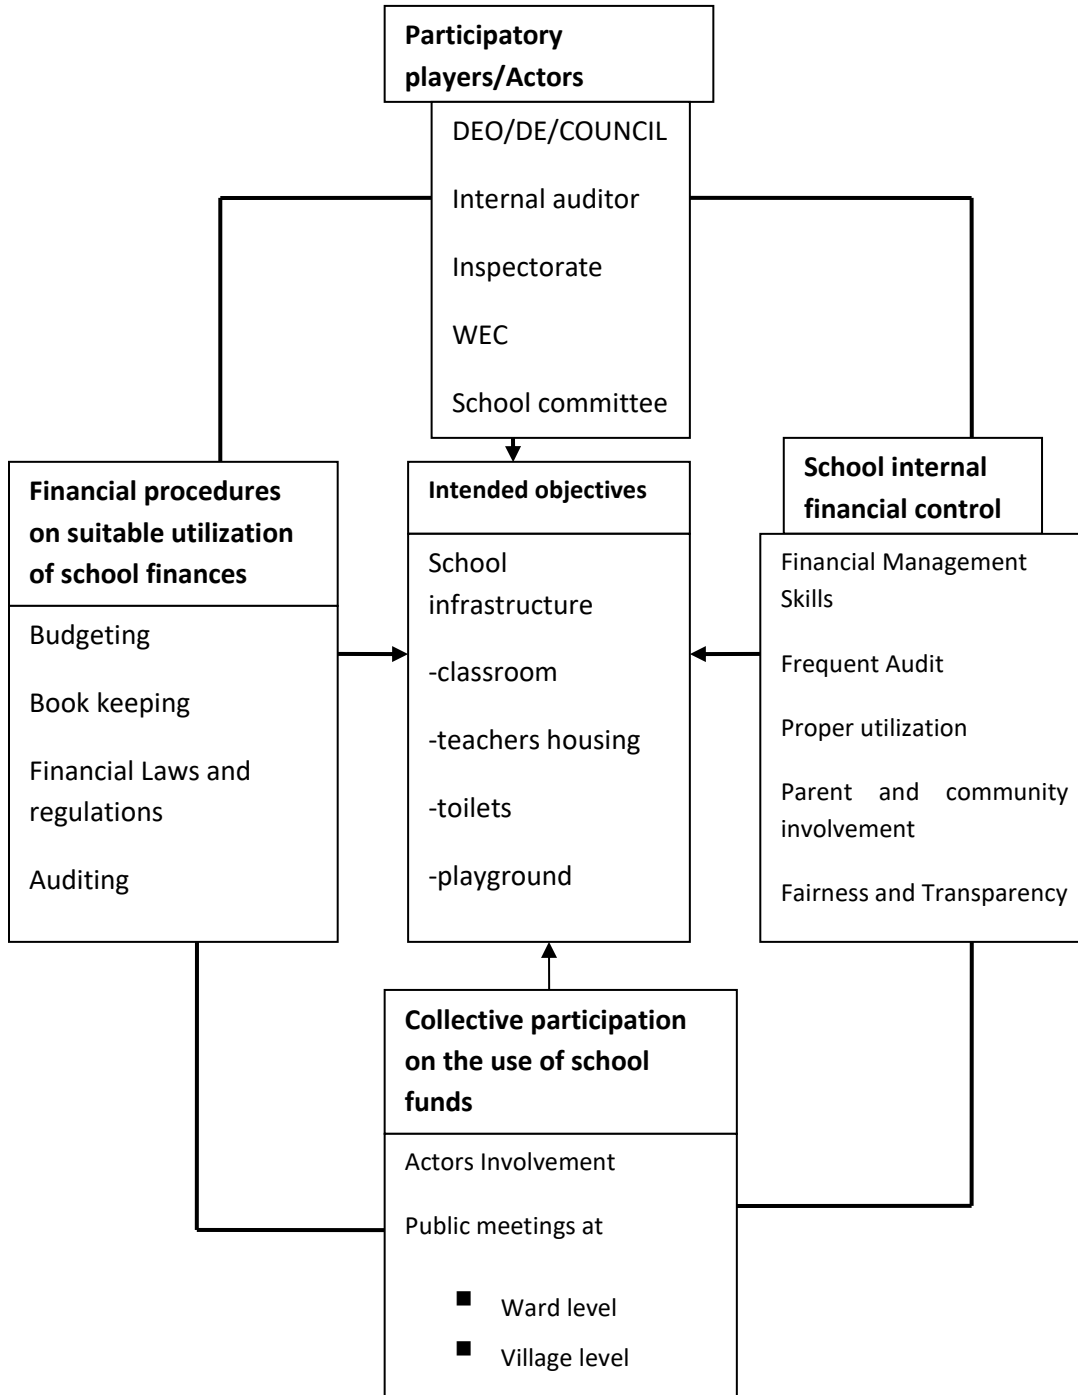 Participatory
players/Actors
DEO/DE/COUNCIL
Internal auditor
Inspectorate
WEC
School committee
Financial procedures
on suitable utilization
of school finances
Budgeting
Book keeping
Financial Laws and
regulations
Auditing
Intended objectives
School
infrastructure
-classroom
-teachers housing
-toilets
-playground
School internal
financial control
Financial Management
Skills
Frequent Audit
Proper utilization
Parent and community
involvement
Fairness and Transparency
Collective participation
on the use of school
funds
Actors Involvement
Public meetings at
■ Ward level
■ Village level